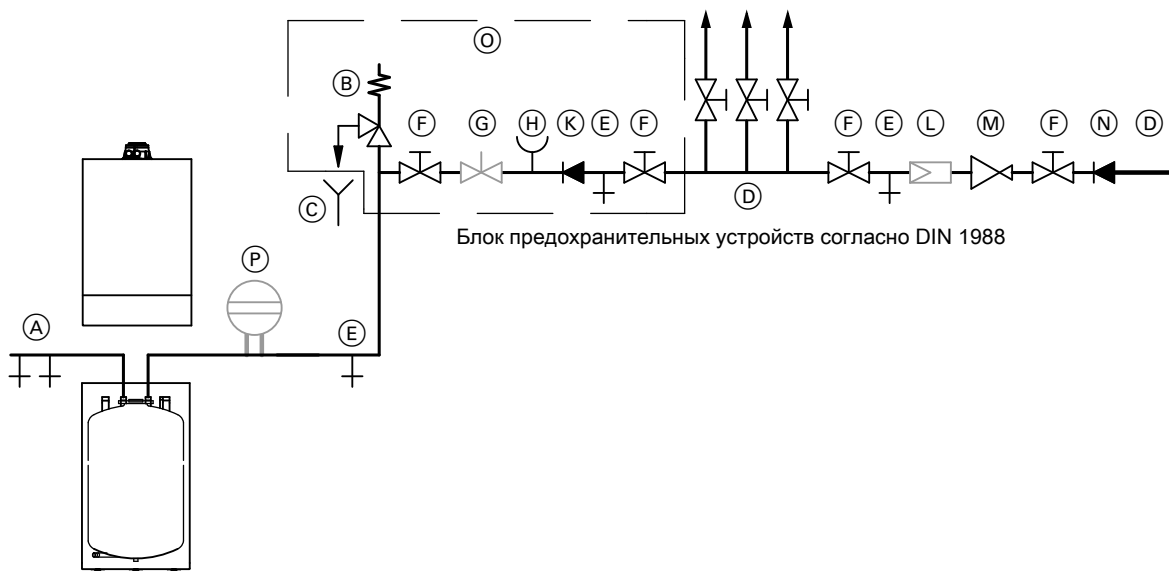 O
B
F G H K E F
F E L M F N D
C
D
Блок предохранительных устройств согласно DIN 1988
P
A
E